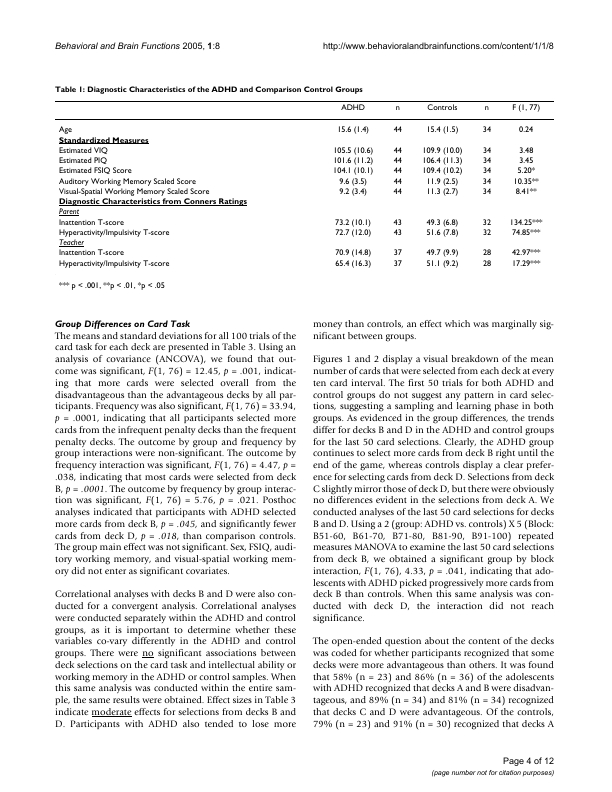 Behavioral and Brain Functions 2005, 1:8 http://www.behavioralandbrainfunctions.com/content/1/1/8
Table 1: Diagnostic Characteristics of the ADHD and Comparison Control Groups
ADHD n Controls n F (1, 77)
Age 15.6 (1.4) 44 15.4 (1.5) 34 0.24
Standardized Measures
Estimated VIQ 105.5 (10.6) 44 109.9 (10.0) 34 3.48
Estimated PIQ 101.6 (11.2) 44 106.4 (11.3) 34 3.45
Estimated FSIQ Score 104.1 (10.1) 44 109.4 (10.2) 34 5.20*
Auditory Working Memory Scaled Score 9.6 (3.5) 44 11.9 (2.5) 34 10.35**
Visual-Spatial Working Memory Scaled Score 9.2 (3.4) 44 11.3 (2.7) 34 8.41**
Diagnostic Characteristics from Conners Ratings
Parent
Inattention T-score 73.2 (10.1) 43 49.3 (6.8) 32 134.25***
Hyperactivity/Impulsivity T-score 72.7 (12.0) 43 51.6 (7.8) 32 74.85***
Teacher
Inattention T-score 70.9 (14.8) 37 49.7 (9.9) 28 42.97***
Hyperactivity/Impulsivity T-score 65.4 (16.3) 37 51.1 (9.2) 28 17.29***
*** p < .001, **p < .01, *p < .05
Group Differences on Card Task
The means and standard deviations for all 100 trials of the
card task for each deck are presented in Table 3. Using an
analysis of covariance (ANCOVA), we found that out-
come was significant, F(1, 76) = 12.45, p = .001, indicat-
ing that more cards were selected overall from the
disadvantageous than the advantageous decks by all par-
ticipants. Frequency was also significant, F(1, 76) = 33.94,
p = .0001, indicating that all participants selected more
cards from the infrequent penalty decks than the frequent
penalty decks. The outcome by group and frequency by
group interactions were non-significant. The outcome by
frequency interaction was significant, F(1, 76) = 4.47, p =
.038, indicating that most cards were selected from deck
B, p = .0001. The outcome by frequency by group interac-
tion was significant, F(1, 76) = 5.76, p = .021. Posthoc
analyses indicated that participants with ADHD selected
more cards from deck B, p = .045, and significantly fewer
cards from deck D, p = .018, than comparison controls.
The group main effect was not significant. Sex, FSIQ, audi-
tory working memory, and visual-spatial working mem-
ory did not enter as significant covariates.
Correlational analyses with decks B and D were also con-
ducted for a convergent analysis. Correlational analyses
were conducted separately within the ADHD and control
groups, as it is important to determine whether these
variables co-vary differently in the ADHD and control
groups. There were no significant associations between
deck selections on the card task and intellectual ability or
working memory in the ADHD or control samples. When
this same analysis was conducted within the entire sam-
ple, the same results were obtained. Effect sizes in Table 3
indicate moderate effects for selections from decks B and
D. Participants with ADHD also tended to lose more
money than controls, an effect which was marginally sig-
nificant between groups.
Figures 1 and 2 display a visual breakdown of the mean
number of cards that were selected from each deck at every
ten card interval. The first 50 trials for both ADHD and
control groups do not suggest any pattern in card selec-
tions, suggesting a sampling and learning phase in both
groups. As evidenced in the group differences, the trends
differ for decks B and D in the ADHD and control groups
for the last 50 card selections. Clearly, the ADHD group
continues to select more cards from deck B right until the
end of the game, whereas controls display a clear prefer-
ence for selecting cards from deck D. Selections from deck
C slightly mirror those of deck D, but there were obviously
no differences evident in the selections from deck A. We
conducted analyses of the last 50 card selections for decks
B and D. Using a 2 (group: ADHD vs. controls) X 5 (Block:
B51-60, B61-70, B71-80, B81-90, B91-100) repeated
measures MANOVA to examine the last 50 card selections
from deck B, we obtained a significant group by block
interaction, F(1, 76), 4.33, p = .041, indicating that ado-
lescents with ADHD picked progressively more cards from
deck B than controls. When this same analysis was con-
ducted with deck D, the interaction did not reach
significance.
The open-ended question about the content of the decks
was coded for whether participants recognized that some
decks were more advantageous than others. It was found
that 58% (n = 23) and 86% (n = 36) of the adolescents
with ADHD recognized that decks A and B were disadvan-
tageous, and 89% (n = 34) and 81% (n = 34) recognized
that decks C and D were advantageous. Of the controls,
79% (n = 23) and 91% (n = 30) recognized that decks A
Page 4 of 12
(page number not for citation purposes)